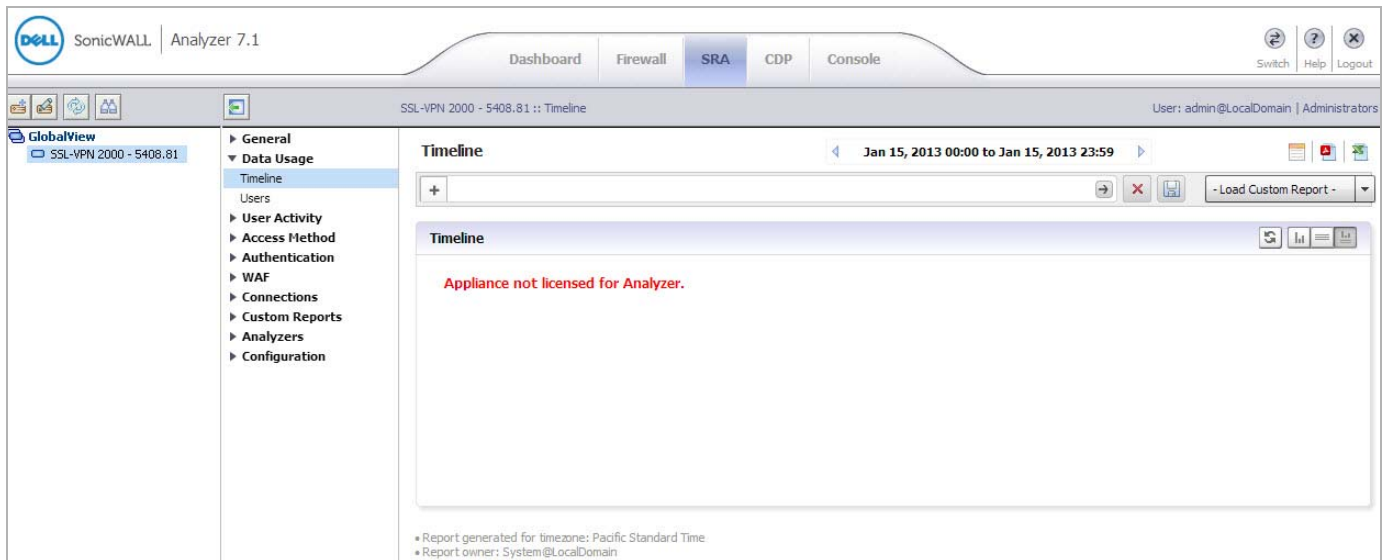 DELL SonicWALL | Analyzer 7.1
Dashboard Firewall SRA CDP Console
Switch | Help | Logout
SSL-VPN 2000 - 5408.81 :: Timeline
User: admin@LocalDomain | Administrators
GlobalView
SSL-VPN 2000 - 5408.81
General
Data Usage
Timeline
Users
User Activity
Access Method
Authentication
WAF
Connections
Custom Reports
Analyzers
Configuration
Timeline
Jan 15, 2013 00:00 to Jan 15, 2013 23:59
+
- Load Custom Report -
Timeline
Appliance not licensed for Analyzer.
• Report generated for timezone: Pacific Standard Time
• Report owner: System@LocalDomain